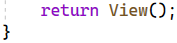 return View();
}